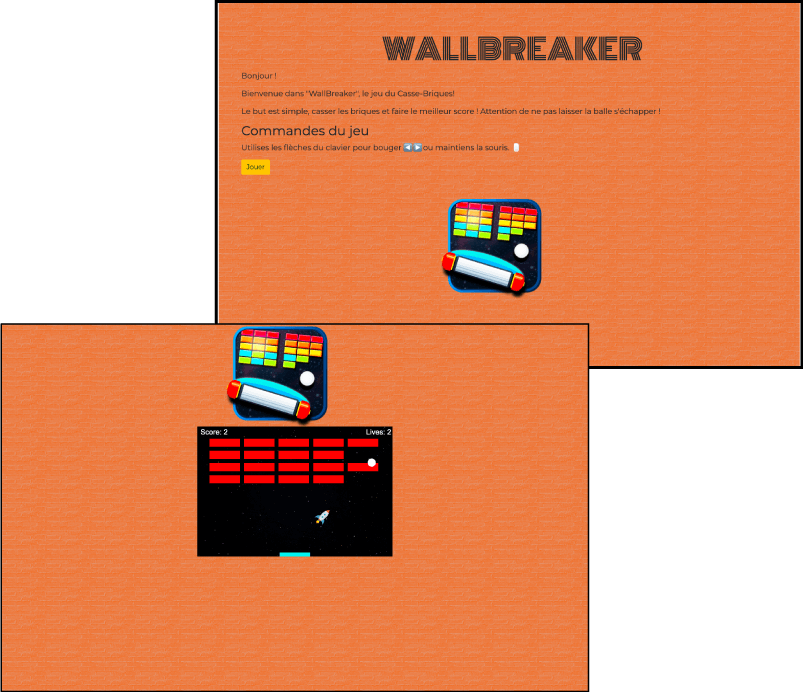 WALLBREAKER
Bonjour !
Bienvenue dans "WallBreaker", le jeu du Casse-Briques!
Le but est simple, casser les briques et faire le meilleur score ! Attention de ne pas laisser la balle s'échapper !
Commandes du jeu
Utilises les flèches du clavier pour bouger ◀️▶️ou maintiens la souris. 🖱
Jouer
Score: 2 Lives: 2